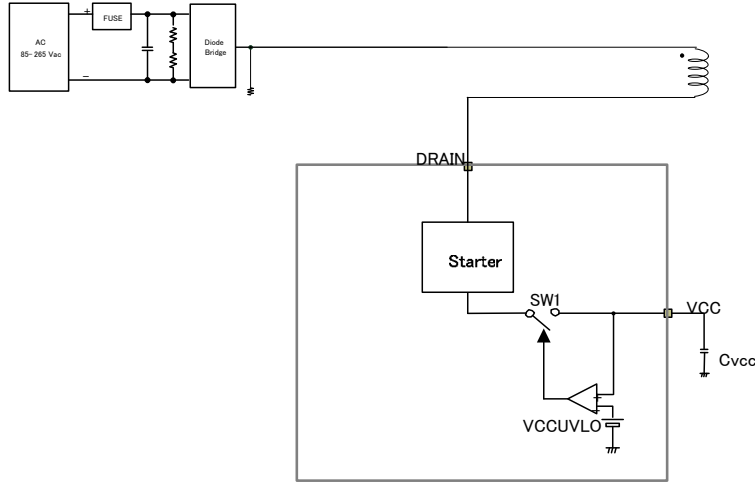 AC
85- 265 Vac
+
−
FUSE
Diode
Bridge
DRAIN
Starter
SW1
VCC
Cvcc
+
−
VCCUVLO